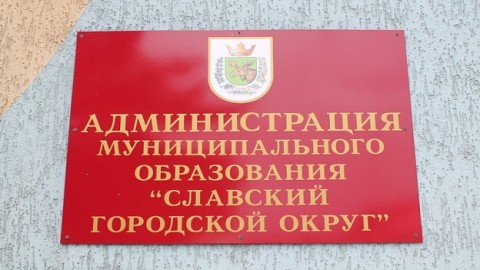 АДМИНИСТРАЦИЯ
МУНИЦИПАЛЬНОГО
ОБРАЗОВАНИЯ
“СЛАВСКИЙ
ГОРОДСКОЙ ОКРУГ”